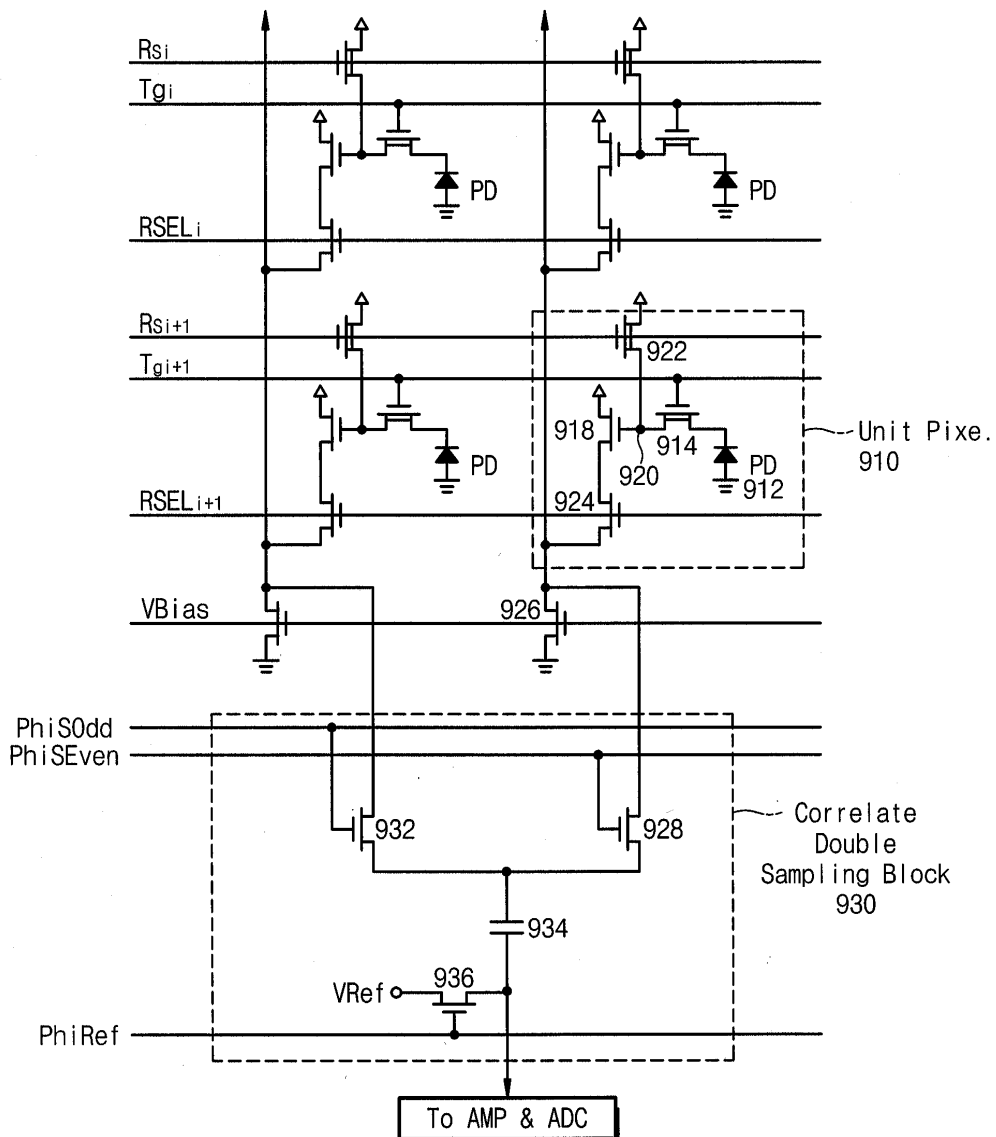 Rsi
Tgi
PD
PD
RSELi
Rsi+1
922
Tgi+1
918
914
Unit Pixe.
910
920
PD
PD
912
924
RSELi+1
VBias
926
PhiSOdd
PhiSEven
932
928
Correlate
Double
Sampling Block
930
934
936
VRef
PhiRef
To AMP & ADC